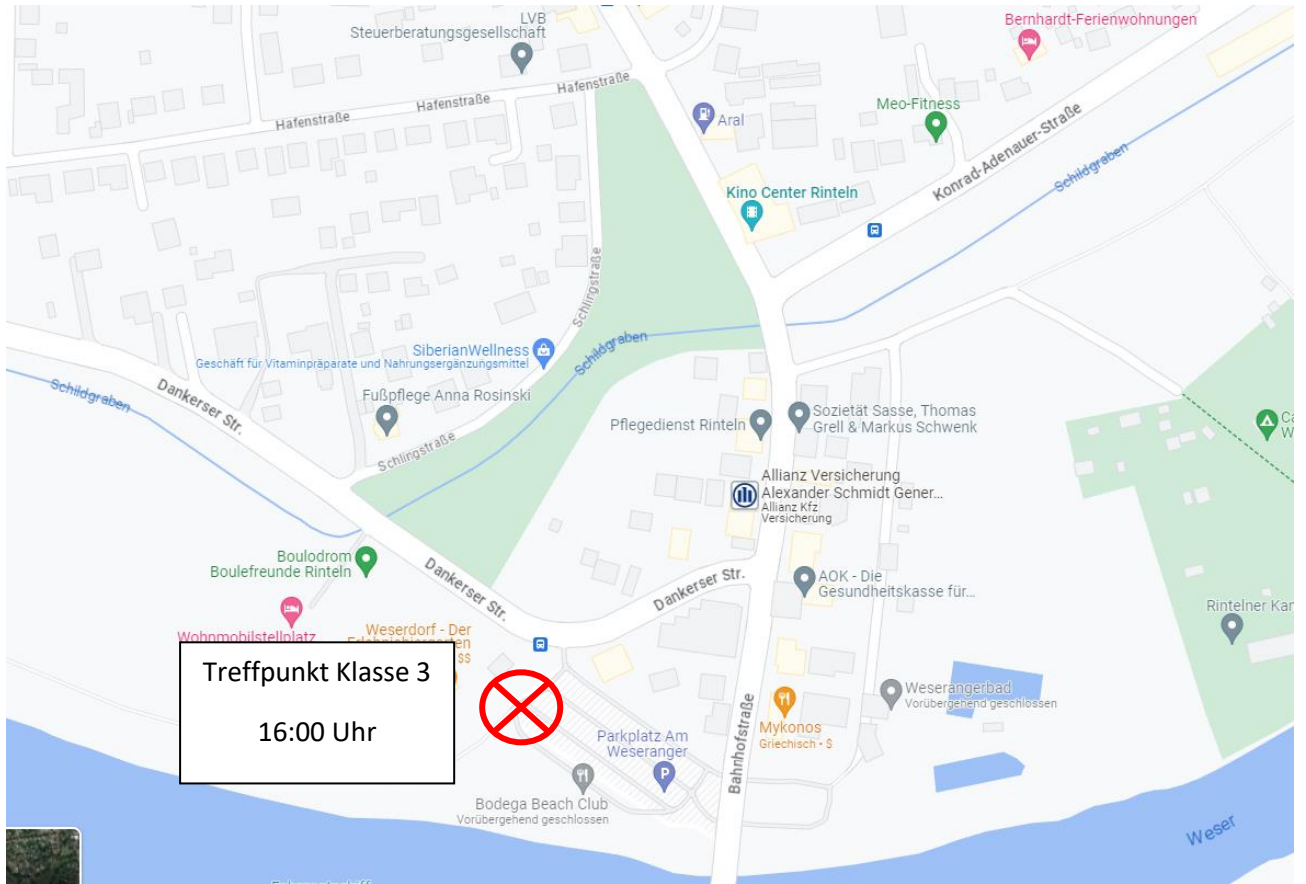 LVB
Steuerberatungsgesellschaft
Bernhardt-Ferienwohnungen
Hafenstraße
Hafenstraße
Hafenstraße
Aral
Meo-Fitness
Konrad-Adenauer-Straße
Schildgraben
Kino Center Rinteln
Schlingstraße
SiberianWellness
Geschäft für Vitaminpräparate und Nahrungsergänzungsmittel
Schildgraben
Schildgraben
Dankerser Str.
Fußpflege Anna Rosinski
Schlingstraße
Pflegedienst Rinteln
Sozietät Sasse, Thomas
Grell & Markus Schwenk
Allianz Versicherung
Alexander Schmidt Gener...
Allianz Kfz
Versicherung
Boulodrom
Boulefreunde Rinteln
Dankerser Str.
Dankerser Str.
AOK - Die
Gesundheitskasse für...
Rintelner Kar
Wohnmobilstellplatz
Weserdorf - Der
Erlebnisbiergarten
$$
Treffpunkt Klasse 3
16:00 Uhr
Weserangerbad
Vorübergehend geschlossen
Mykonos
Griechisch • $
Parkplatz Am
Weseranger
P
Bahnhofstraße
Bodega Beach Club
Vorübergehend geschlossen
Weser